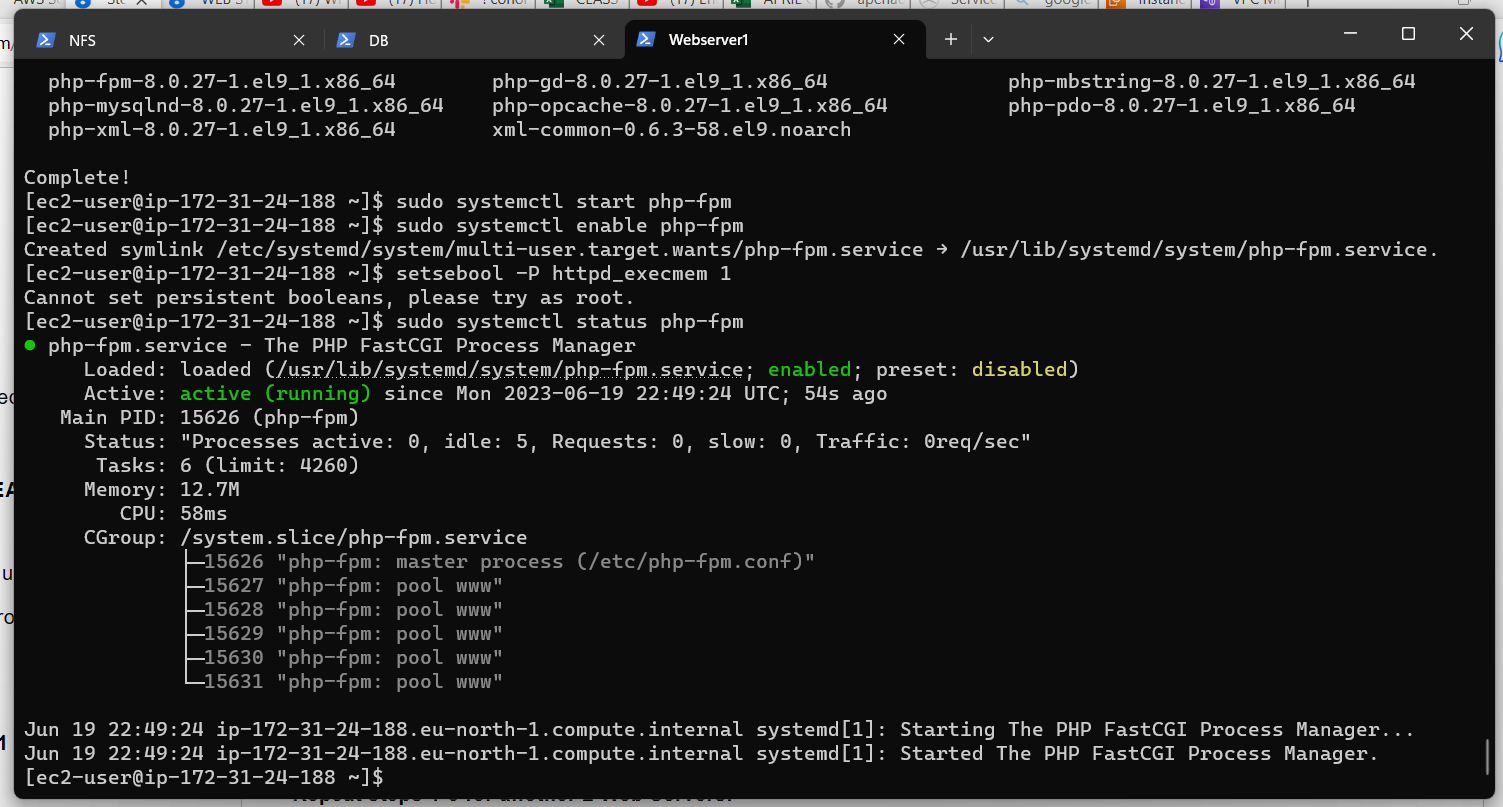 NFS
DB
Webserver1
php-fpm-8.0.27-1.el9_1.x86_64 php-gd-8.0.27-1.el9_1.x86_64 php-mbstring-8.0.27-1.el9_1.x86_64
php-mysqlnd-8.0.27-1.el9_1.x86_64 php-opcache-8.0.27-1.el9_1.x86_64 php-pdo-8.0.27-1.el9_1.x86_64
php-xml-8.0.27-1.el9_1.x86_64 xml-common-0.6.3-58.el9.noarch
Complete!
[ec2-user@ip-172-31-24-188 ~]$ sudo systemctl start php-fpm
[ec2-user@ip-172-31-24-188 ~]$ sudo systemctl enable php-fpm
Created symlink /etc/systemd/system/multi-user.target.wants/php-fpm.service → /usr/lib/systemd/system/php-fpm.service.
[ec2-user@ip-172-31-24-188 ~]$ setsebool -P httpd_execmem 1
Cannot set persistent booleans, please try as root.
[ec2-user@ip-172-31-24-188 ~]$ sudo systemctl status php-fpm
● php-fpm.service - The PHP FastCGI Process Manager
Loaded: loaded (/usr/lib/systemd/system/php-fpm.service; enabled; preset: disabled)
Active: active (running) since Mon 2023-06-19 22:49:24 UTC; 54s ago
Main PID: 15626 (php-fpm)
Status: "Processes active: 0, idle: 5, Requests: 0, slow: 0, Traffic: 0req/sec"
Tasks: 6 (limit: 4260)
Memory: 12.7M
CPU: 58ms
CGroup: /system.slice/php-fpm.service
├─15626 "php-fpm: master process (/etc/php-fpm.conf)"
├─15627 "php-fpm: pool www"
├─15628 "php-fpm: pool www"
├─15629 "php-fpm: pool www"
├─15630 "php-fpm: pool www"
└─15631 "php-fpm: pool www"
Jun 19 22:49:24 ip-172-31-24-188.eu-north-1.compute.internal systemd[1]: Starting The PHP FastCGI Process Manager...
Jun 19 22:49:24 ip-172-31-24-188.eu-north-1.compute.internal systemd[1]: Started The PHP FastCGI Process Manager.
[ec2-user@ip-172-31-24-188 ~]$